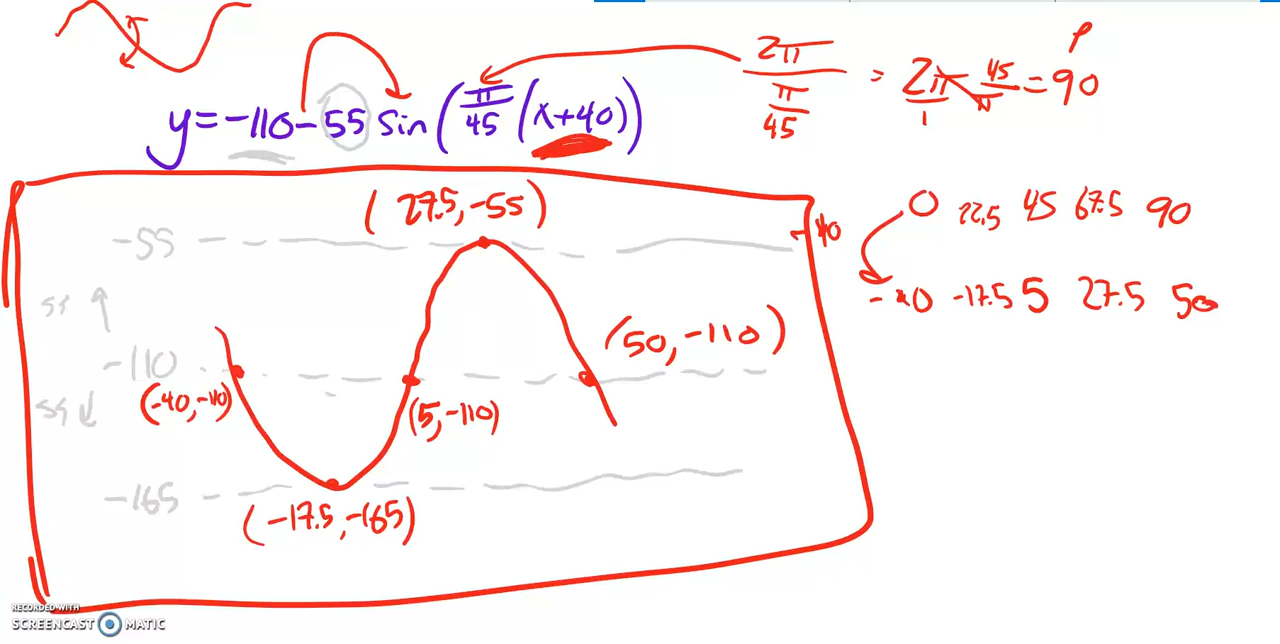 2π / (π/45) = 2π/1 · 45/π = 90
P
y = -110 - 55 sin(π/45 (x+40))
(27.5, -55)
0 22.5 45 67.5 90
-40
-55
-40 -17.5 5 27.5 50
55 ↑
(50, -110)
-110
(-40, -110)
(5, -110)
55 ↓
-165
(-17.5, -165)
RECORDED WITH
SCREENCAST MATIC